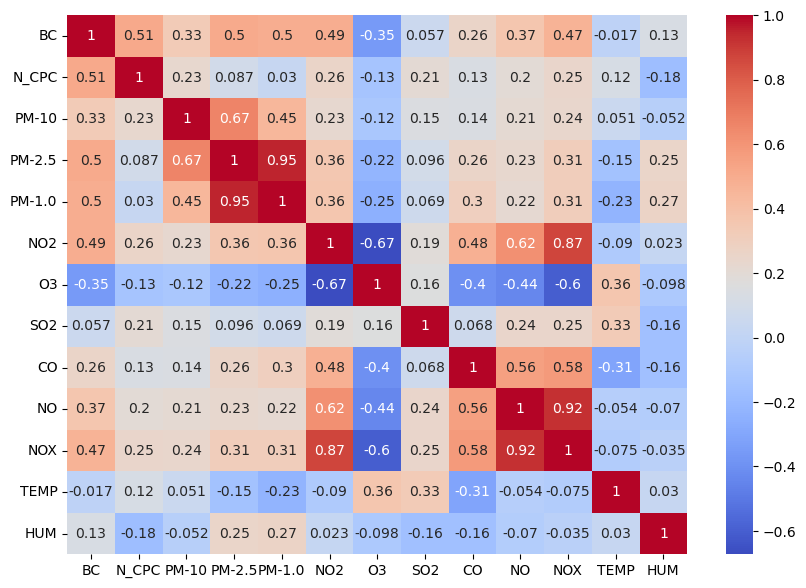 BC 1 0.51 0.33 0.5 0.5 0.49 -0.35 0.057 0.26 0.37 0.47 -0.017 0.13
N_CPC 0.51 1 0.23 0.087 0.03 0.26 -0.13 0.21 0.13 0.2 0.25 0.12 -0.18
PM-10 0.33 0.23 1 0.67 0.45 0.23 -0.12 0.15 0.14 0.21 0.24 0.051 -0.052
PM-2.5 0.5 0.087 0.67 1 0.95 0.36 -0.22 0.096 0.26 0.23 0.31 -0.15 0.25
PM-1.0 0.5 0.03 0.45 0.95 1 0.36 -0.25 0.069 0.3 0.22 0.31 -0.23 0.27
NO2 0.49 0.26 0.23 0.36 0.36 1 -0.67 0.19 0.48 0.62 0.87 -0.09 0.023
O3 -0.35 -0.13 -0.12 -0.22 -0.25 -0.67 1 0.16 -0.4 -0.44 -0.6 0.36 -0.098
SO2 0.057 0.21 0.15 0.096 0.069 0.19 0.16 1 0.068 0.24 0.25 0.33 -0.16
CO 0.26 0.13 0.14 0.26 0.3 0.48 -0.4 0.068 1 0.56 0.58 -0.31 -0.16
NO 0.37 0.2 0.21 0.23 0.22 0.62 -0.44 0.24 0.56 1 0.92 -0.054 -0.07
NOX 0.47 0.25 0.24 0.31 0.31 0.87 -0.6 0.25 0.58 0.92 1 -0.075 -0.035
TEMP -0.017 0.12 0.051 -0.15 -0.23 -0.09 0.36 0.33 -0.31 -0.054 -0.075 1 0.03
HUM 0.13 -0.18 -0.052 0.25 0.27 0.023 -0.098 -0.16 -0.16 -0.07 -0.035 0.03 1
BC N_CPC PM-10 PM-2.5 PM-1.0 NO2 O3 SO2 CO NO NOX TEMP HUM
1.0
0.8
0.6
0.4
0.2
0.0
−0.2
−0.4
−0.6